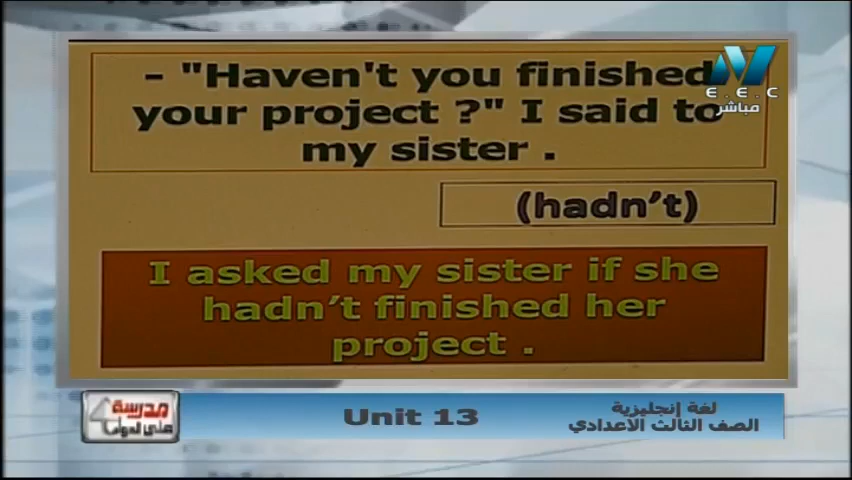 - "Haven't you finished
your project ?" I said to
my sister .
(hadn't)
I asked my sister if she
hadn't finished her
project .
E . E . C
مباشر
مدرسة
على الهواء
Unit 13
لغة إنجليزية
الصف الثالث الاعدادي